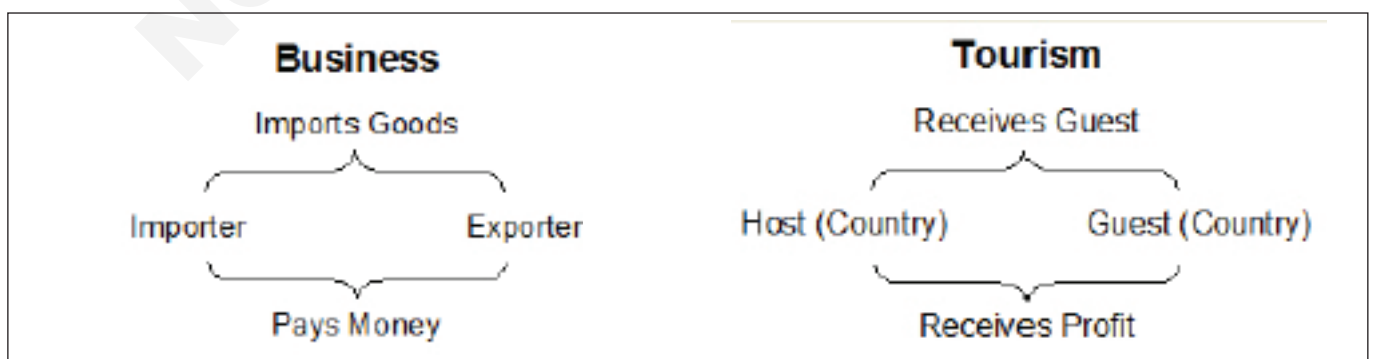 Business
Imports Goods
Importer Exporter
Pays Money
Tourism
Receives Guest
Host (Country) Guest (Country)
Receives Profit